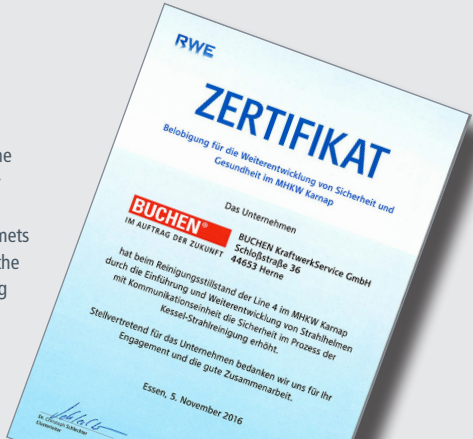 RWE
ZERTIFIKAT
Belobigung für die Weiterentwicklung von Sicherheit und
Gesundheit im MHKW Karnap
Das Unternehmen
BUCHEN®
IM AUFTRAG DER ZUKUNFT
BUCHEN KraftwerkService GmbH
Schloßstraße 36
44653 Herne
hat beim Reinigungsstillstand der Line 4 im MHKW Karnap
durch die Einführung und Weiterentwicklung von Strahlhelmen
mit Kommunikationseinheit die Sicherheit im Prozess der
Kessel-Strahlreinigung erhöht.
Stellvertretend für das Unternehmen bedanken wir uns für Ihr
Engagement und die gute Zusammenarbeit.
Essen, 5. November 2016